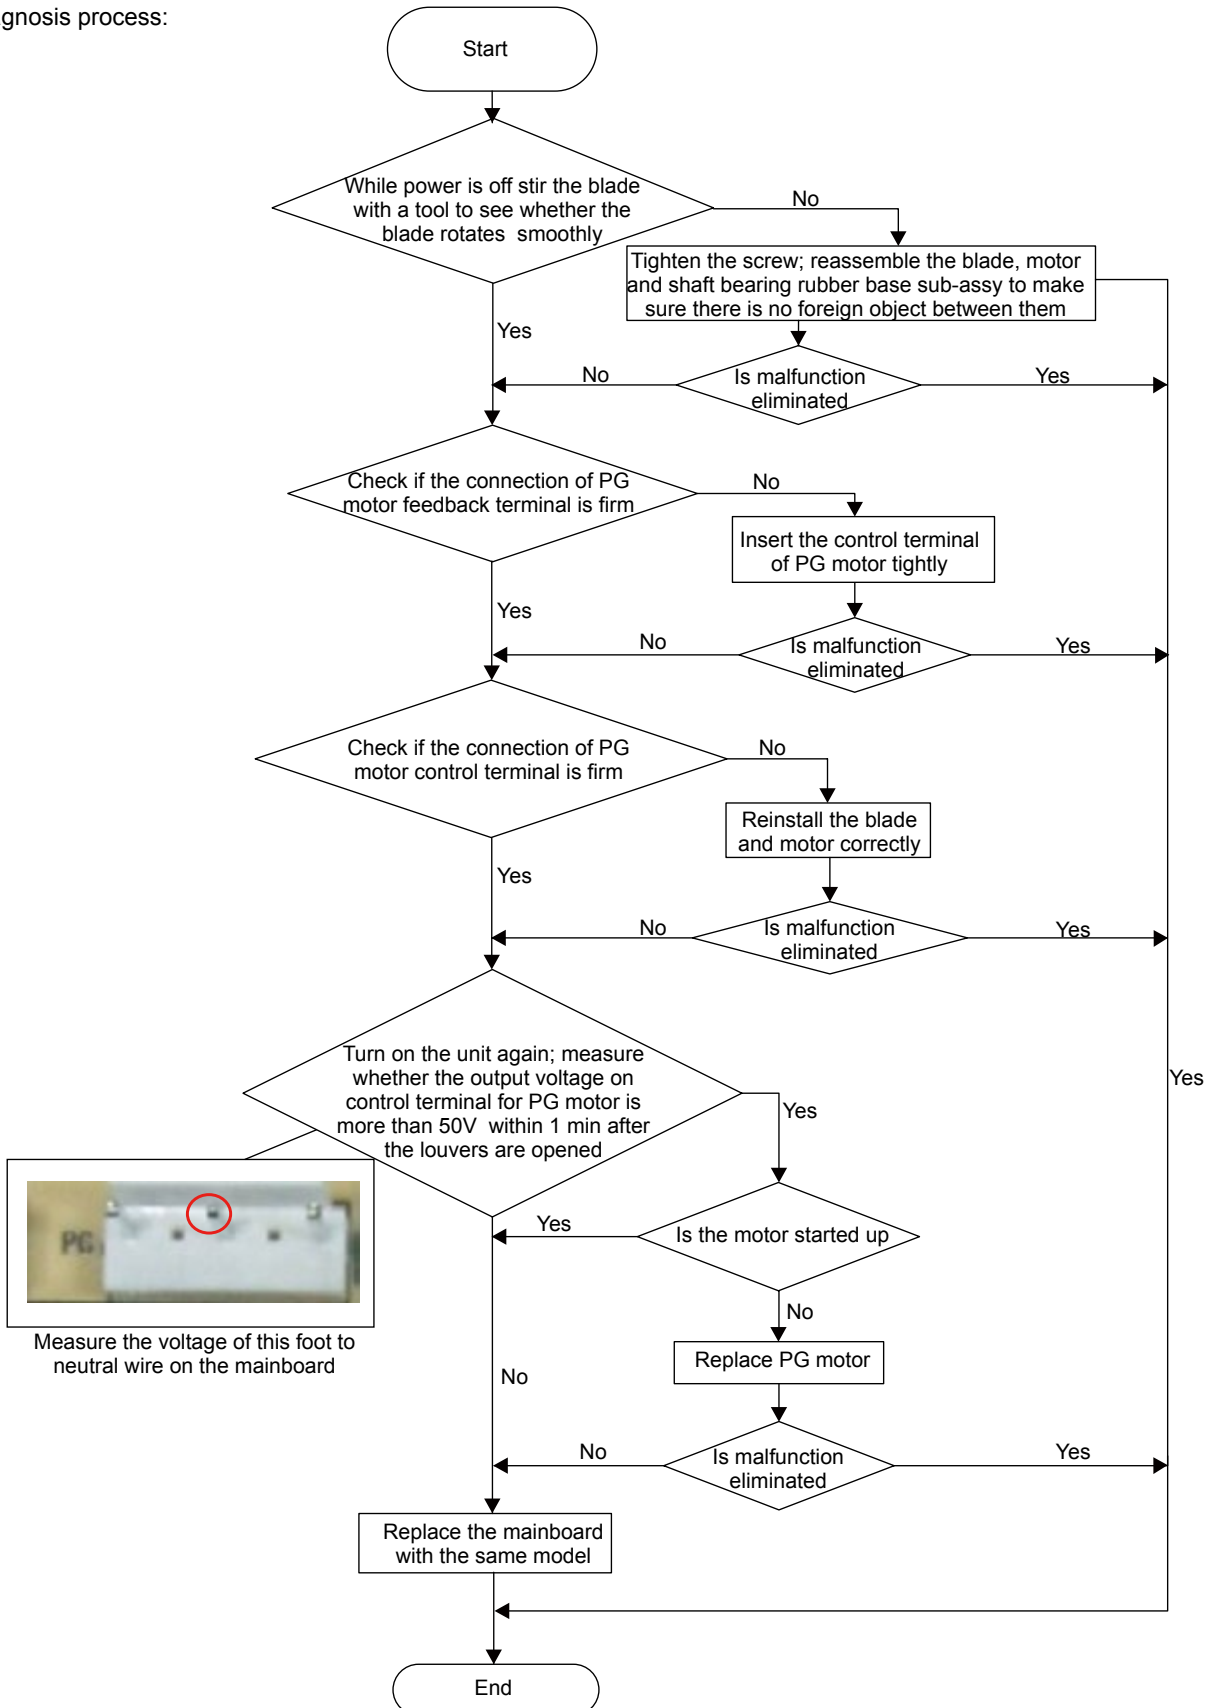 gnosis process:
Start
While power is off stir the blade
with a tool to see whether the
blade rotates smoothly
No
Tighten the screw; reassemble the blade, motor
and shaft bearing rubber base sub-assy to make
sure there is no foreign object between them
Yes
No
Is malfunction
eliminated
Yes
Check if the connection of PG
motor feedback terminal is firm
No
Insert the control terminal
of PG motor tightly
Yes
No
Is malfunction
eliminated
Yes
Check if the connection of PG
motor control terminal is firm
No
Reinstall the blade
and motor correctly
Yes
No
Is malfunction
eliminated
Yes
Turn on the unit again; measure
whether the output voltage on
control terminal for PG motor is
more than 50V within 1 min after
the louvers are opened
Yes
Yes
PG
Yes
Is the motor started up
Measure the voltage of this foot to
neutral wire on the mainboard
No
Replace PG motor
No
No
Is malfunction
eliminated
Yes
Replace the mainboard
with the same model
End